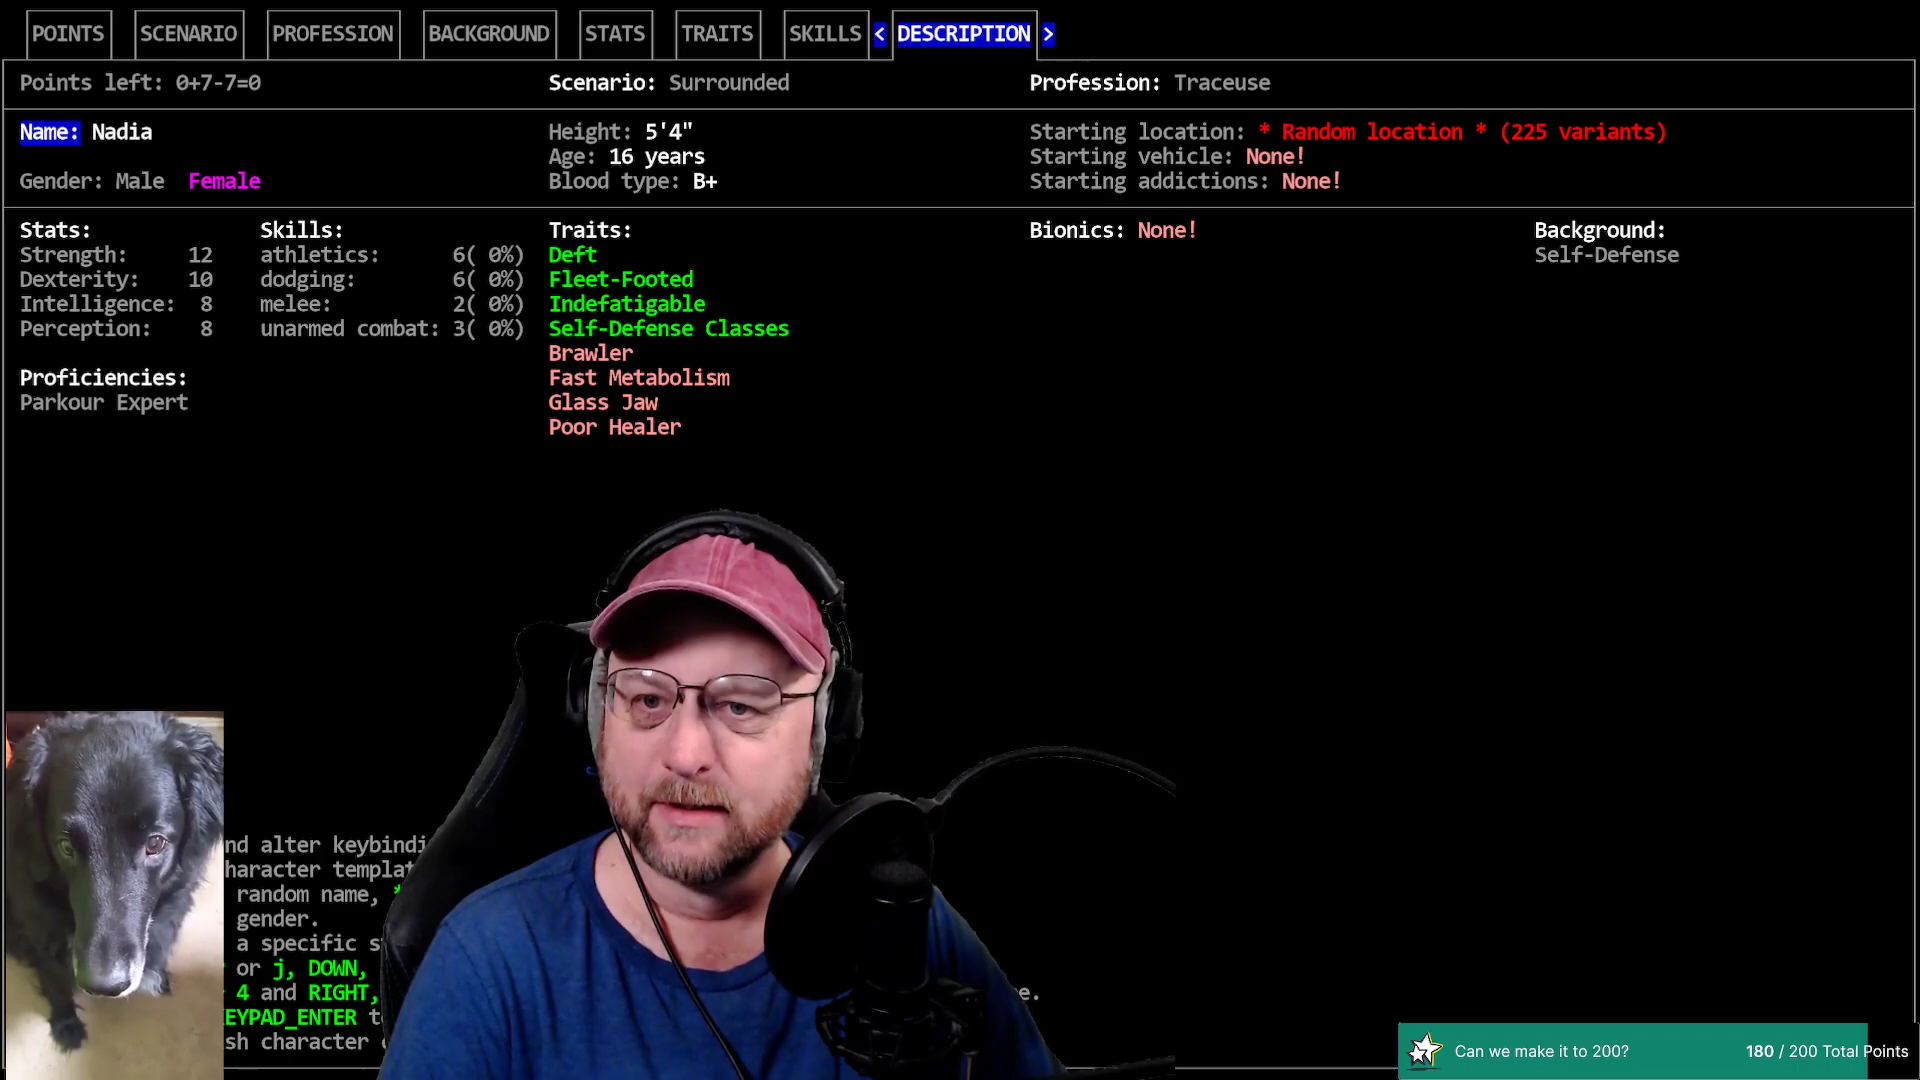 POINTS SCENARIO PROFESSION BACKGROUND STATS TRAITS SKILLS < DESCRIPTION >
Points left: 0+7-7=0 Scenario: Surrounded Profession: Traceuse
Name: Nadia Height: 5'4" Starting location: * Random location * (225 variants)
Age: 16 years Starting vehicle: None!
Gender: Male Female Blood type: B+ Starting addictions: None!
Stats: Skills: Traits: Bionics: None! Background:
Strength: 12 athletics: 6( 0%) Deft Self-Defense
Dexterity: 10 dodging: 6( 0%) Fleet-Footed
Intelligence: 8 melee: 2( 0%) Indefatigable
Perception: 8 unarmed combat: 3( 0%) Self-Defense Classes
Brawler
Proficiencies: Fast Metabolism
Parkour Expert Glass Jaw
Poor Healer
nd alter keybindi
haracter templat
random name, *
gender.
a specific s
or j, DOWN,
4 and RIGHT, e.
EYPAD_ENTER t
sh character
Can we make it to 200? 180 / 200 Total Points